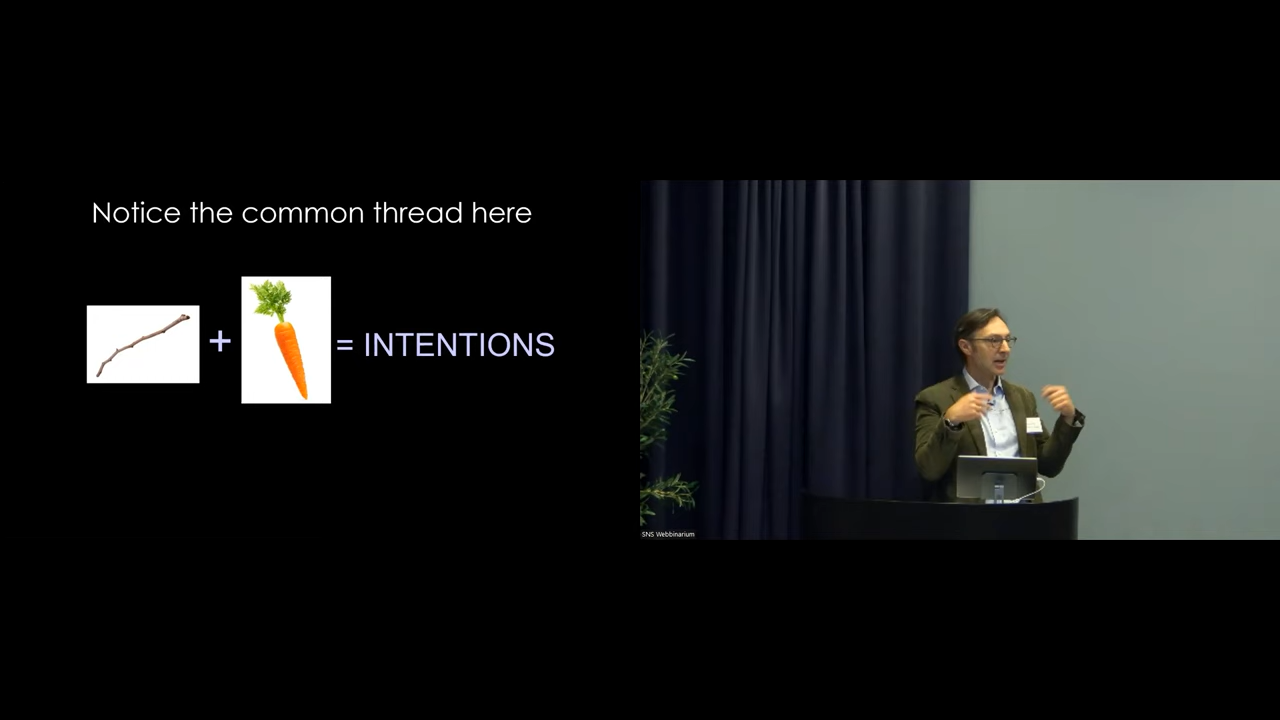 Notice the common thread here
+ = INTENTIONS
SNS Webbinarium